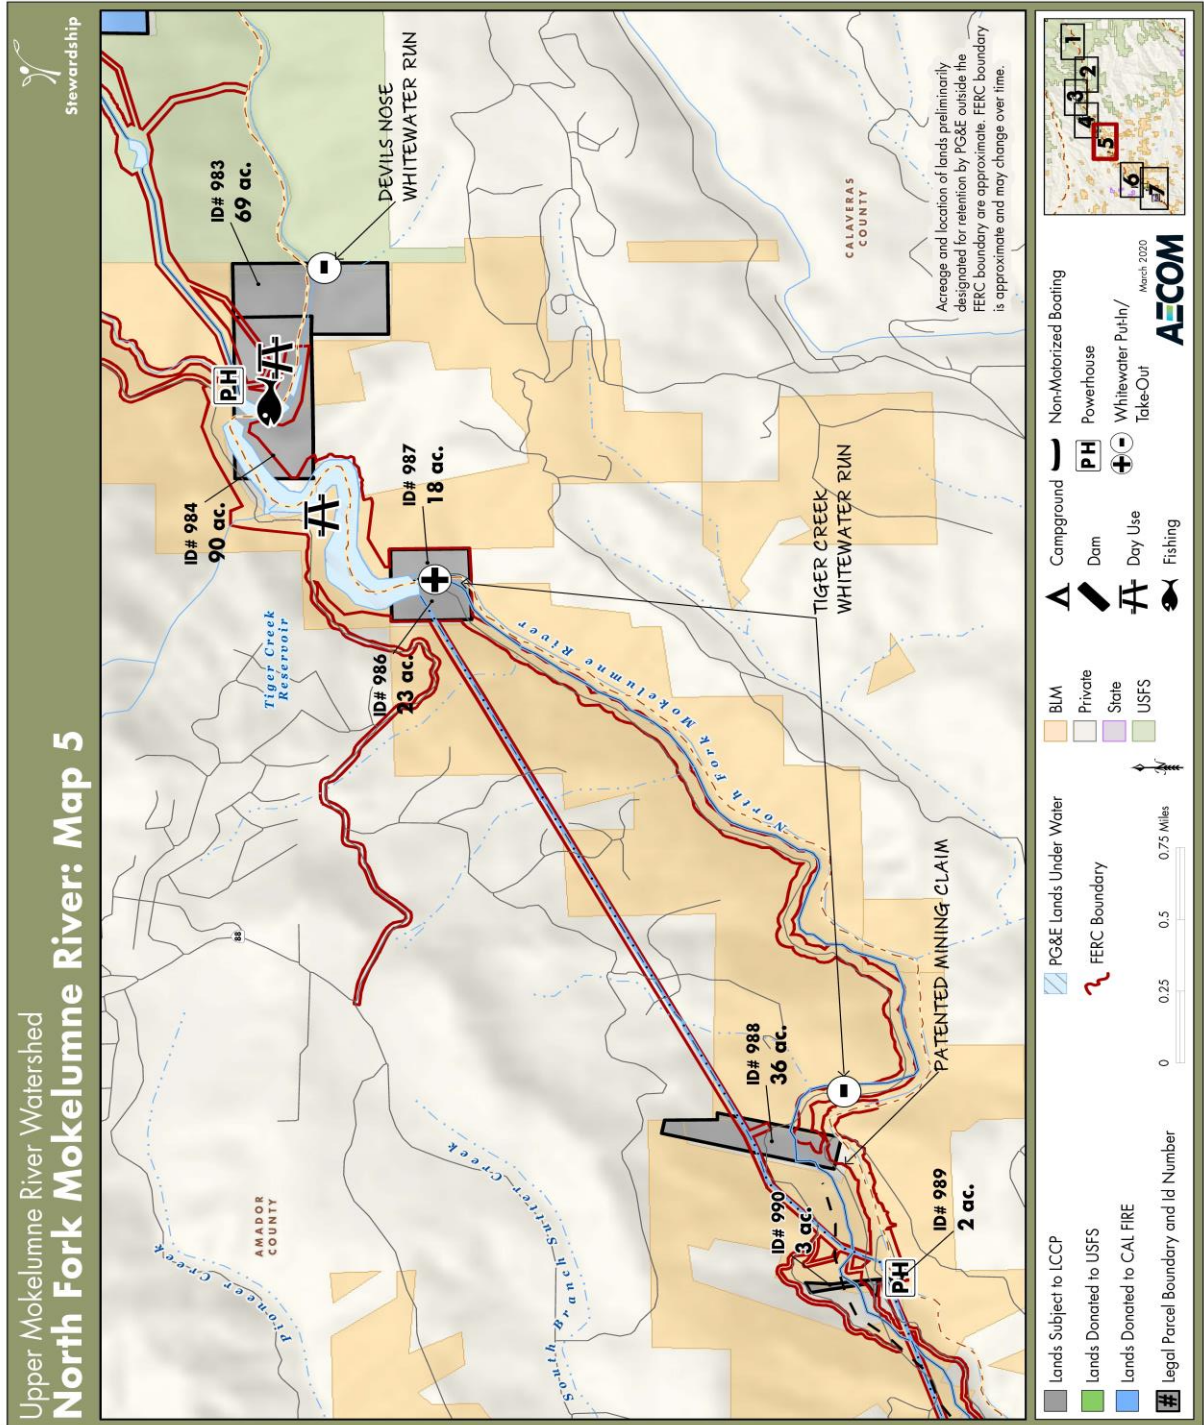 Upper Mokelumne River Watershed
North Fork Mokelumne River: Map 5
Stewardship
ID# 983
69 ac.
DEVILS NOSE
WHITEWATER RUN
PH
ID# 984
90 ac.
ID# 987
18 ac.
Tiger Creek
Reservoir
ID# 986
23 ac.
TIGER CREEK
WHITEWATER RUN
CALAVERAS
COUNTY
Acreage and location of lands preliminarily
designated for retention by PG&E outside the
FERC boundary are approximate. FERC boundary
is approximate and may change over time.
North Fork Mokelumne River
88
AMADOR
COUNTY
Pioneer Creek
South Branch Sutter Creek
ID# 988
36 ac.
PATENTED MINING CLAIM
ID# 990
3 ac.
ID# 989
2 ac.
PH
Lands Subject to LCCP
Lands Donated to USFS
Lands Donated to CAL FIRE
# Legal Parcel Boundary and Id Number
PG&E Lands Under Water
FERC Boundary
0 0.25 0.5 0.75 Miles
N
BLM
Private
State
USFS
Campground
Dam
Day Use
Fishing
Non-Motorized Boating
PH Powerhouse
Whitewater Put-In/
Take-Out
March 2020
AECOM
1
2
3
4
5
6
7